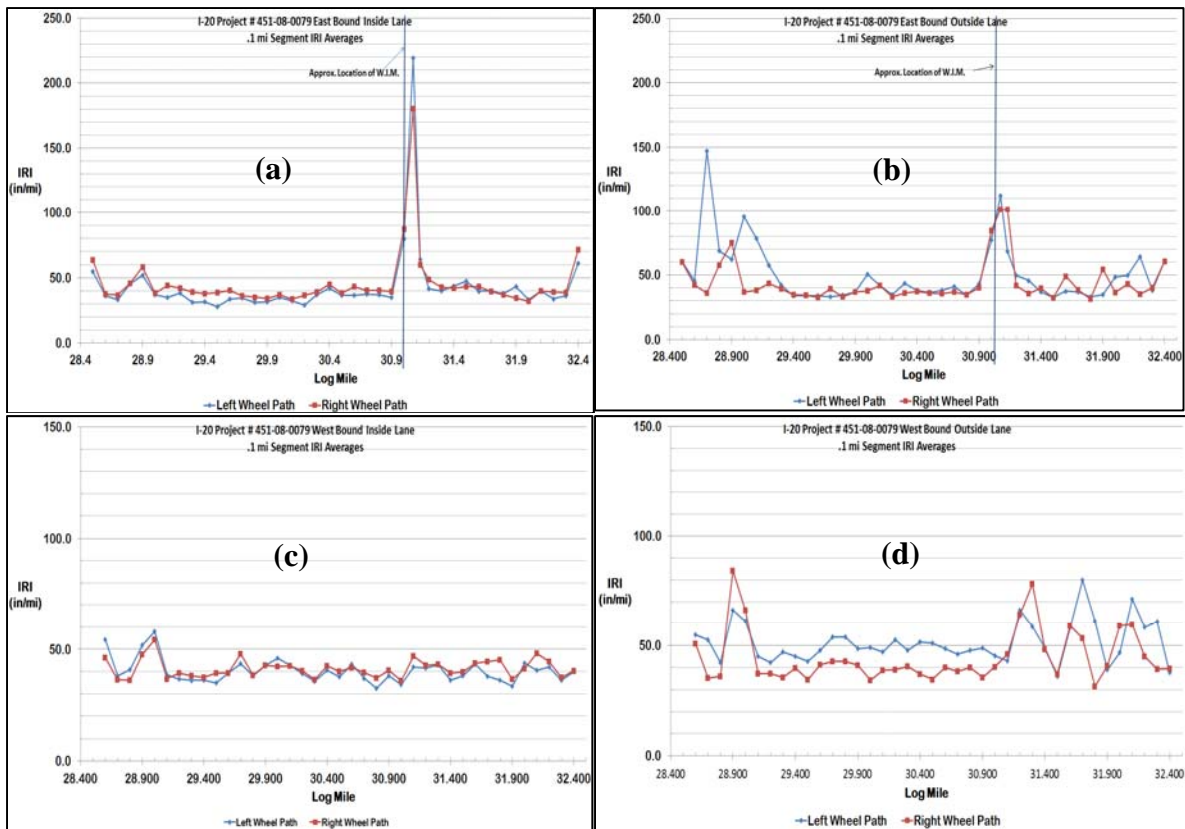 I-20 Project # 451-08-0079 East Bound Inside Lane
.1 mi Segment IRI Averages
Approx. Location of W.I.M.
(a)
IRI
(in/mi)
250.0
200.0
150.0
100.0
50.0
0.0
28.4 28.9 29.4 29.9 30.4 30.9 31.4 31.9 32.4
Log Mile
Left Wheel Path Right Wheel Path
I-20 Project # 451-08-0079 East Bound Outside Lane
.1 mi Segment IRI Averages
Approx. Location of W.I.M.
(b)
IRI
(in/mi)
250.0
200.0
150.0
100.0
50.0
0.0
28.400 28.900 29.400 29.900 30.400 30.900 31.400 31.900 32.400
Log Mile
Left Wheel Path Right Wheel Path
I-20 Project # 451-08-0079 West Bound Inside Lane
.1 mi Segment IRI Averages
(c)
IRI
(in/mi)
150.0
100.0
50.0
0.0
28.400 28.900 29.400 29.900 30.400 30.900 31.400 31.900 32.400
Log Mile
Left Wheel Path Right Wheel Path
I-20 Project # 451-08-0079 West Bound Outside Lane
.1 mi Segment IRI Averages
(d)
IRI
(in/mi)
150.0
100.0
50.0
0.0
28.400 28.900 29.400 29.900 30.400 30.900 31.400 31.900 32.400
Log Mile
Left Wheel Path Right Wheel Path